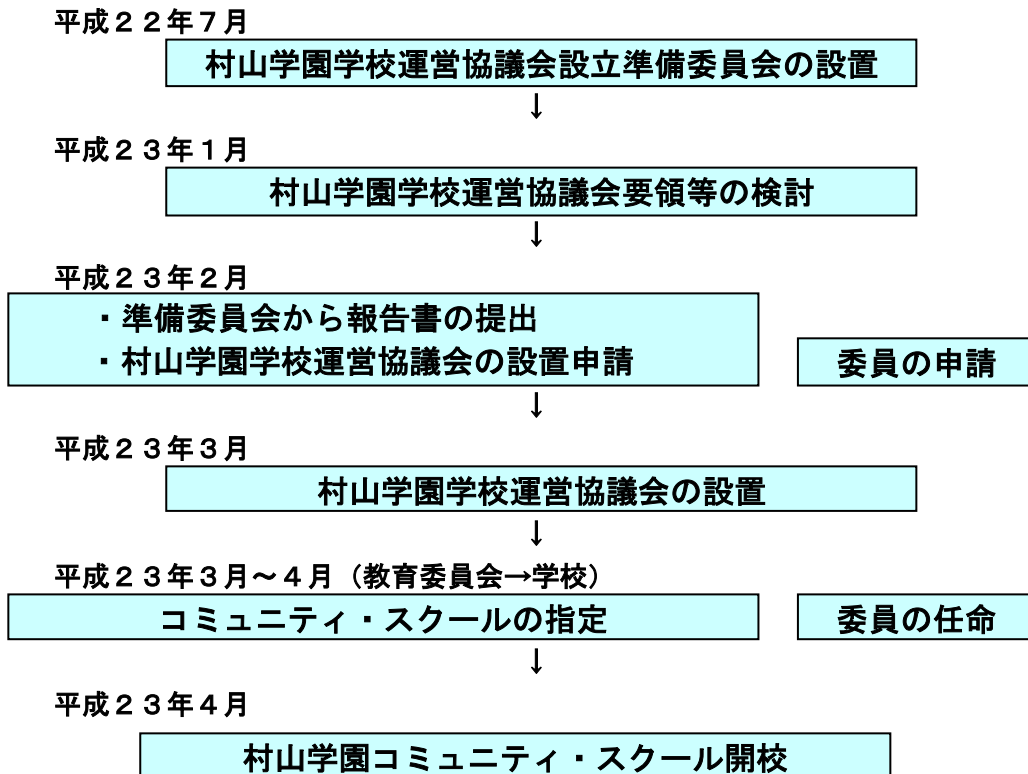 平成２２年７月
村山学園学校運営協議会設立準備委員会の設置
↓
平成２３年１月
村山学園学校運営協議会要領等の検討
↓
平成２３年２月
・準備委員会から報告書の提出
・村山学園学校運営協議会の設置申請
委員の申請
↓
平成２３年３月
村山学園学校運営協議会の設置
↓
平成２３年３月～４月（教育委員会→学校）
コミュニティ・スクールの指定
委員の任命
↓
平成２３年４月
村山学園コミュニティ・スクール開校